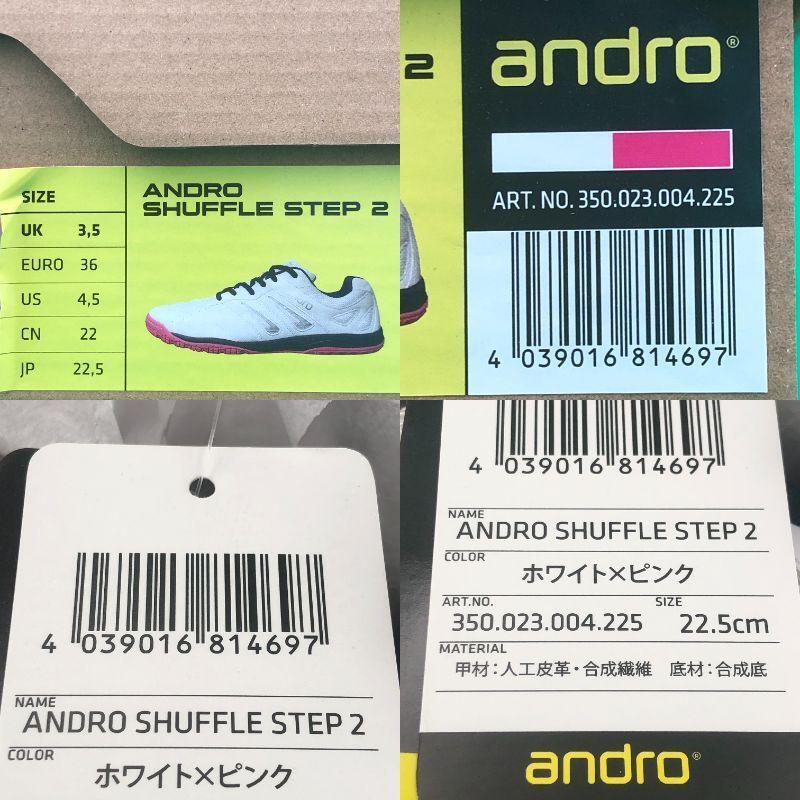 SIZE
UK 3,5
EURO 36
US 4,5
CN 22
JP 22,5
ANDRO
SHUFFLE STEP 2
2
andro®
ART. NO. 350.023.004.225
4 039016 814697
4 039016 814697
NAME
ANDRO SHUFFLE STEP 2
COLOR
ホワイト×ピンク
4 039016 814697
NAME
ANDRO SHUFFLE STEP 2
COLOR
ホワイト×ピンク
ART.NO. SIZE
350.023.004.225 22.5cm
MATERIAL
甲材:人工皮革・合成繊維 底材:合成底
andro®